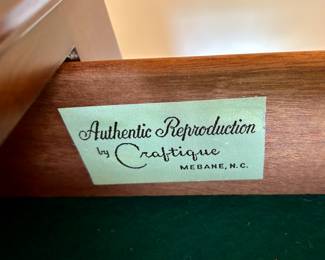 Authentic Reproduction
by Craftique
MEBANE, N.C.